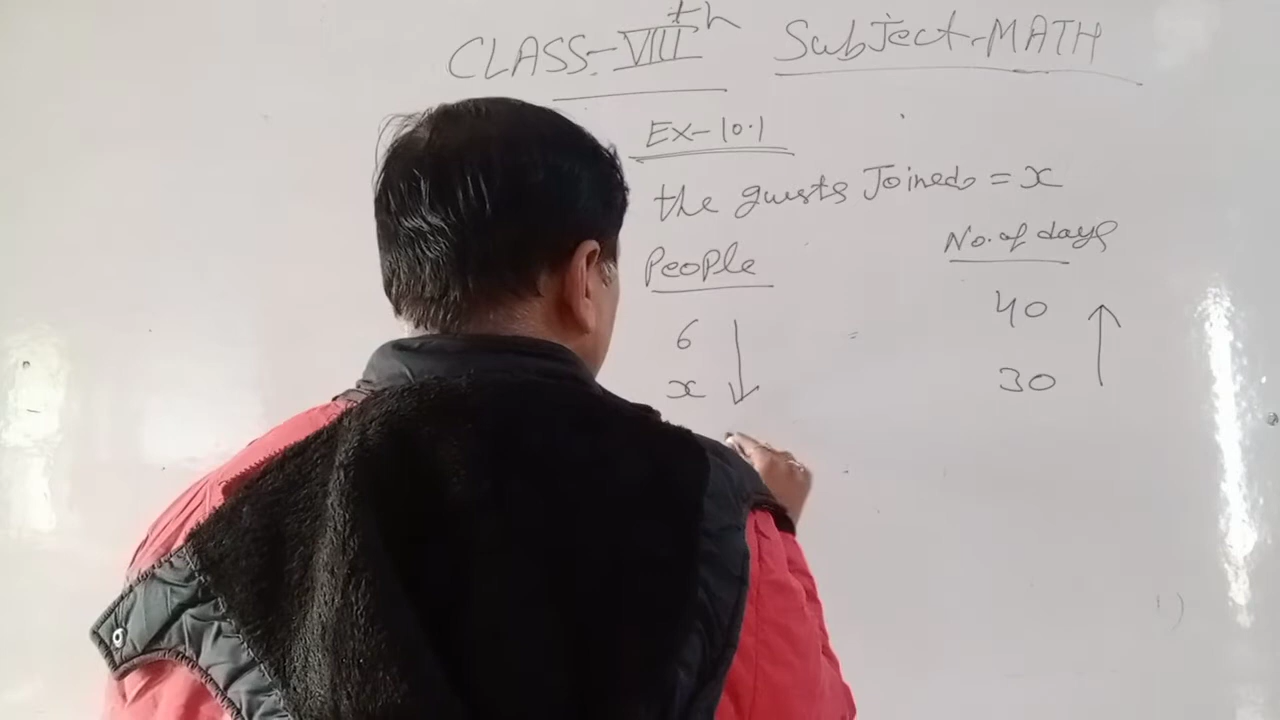 CLASS-VIIIth Subject-MATH
Ex-10.1
the guests Joined = x
People No. of days
6 ↓ 40 ↑
x 30